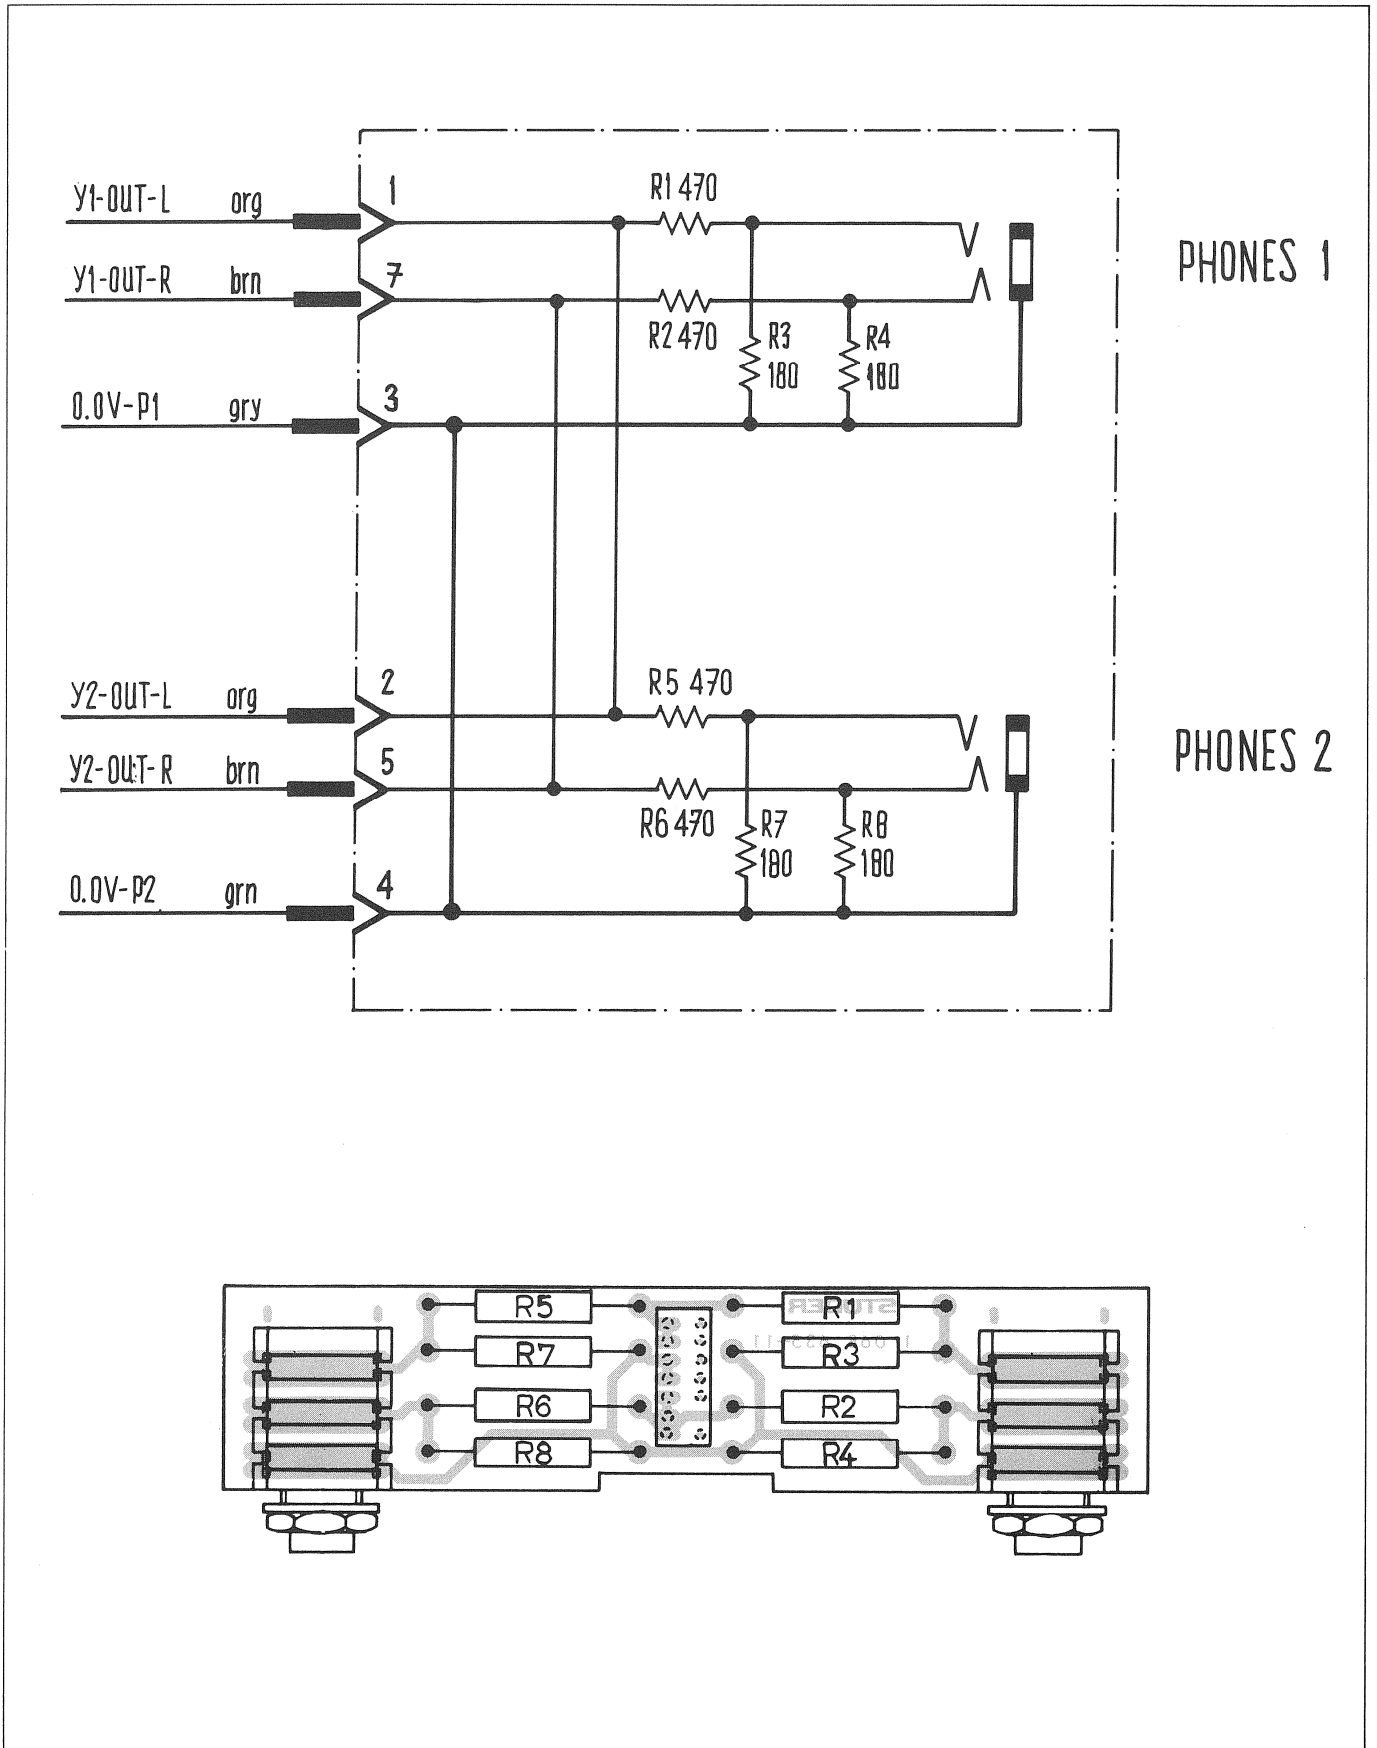 Y1-OUT-L org 1
R1 470
Y1-OUT-R brn 7
R2 470
R3 180
R4 180
PHONES 1
0.0V-P1 gry 3
Y2-OUT-L org 2
R5 470
Y2-OUT-R brn 5
R6 470
R7 180
R8 180
PHONES 2
0.0V-P2 grn 4
R5
STUDER
R1
R7
R3
R6
R2
R8
R4